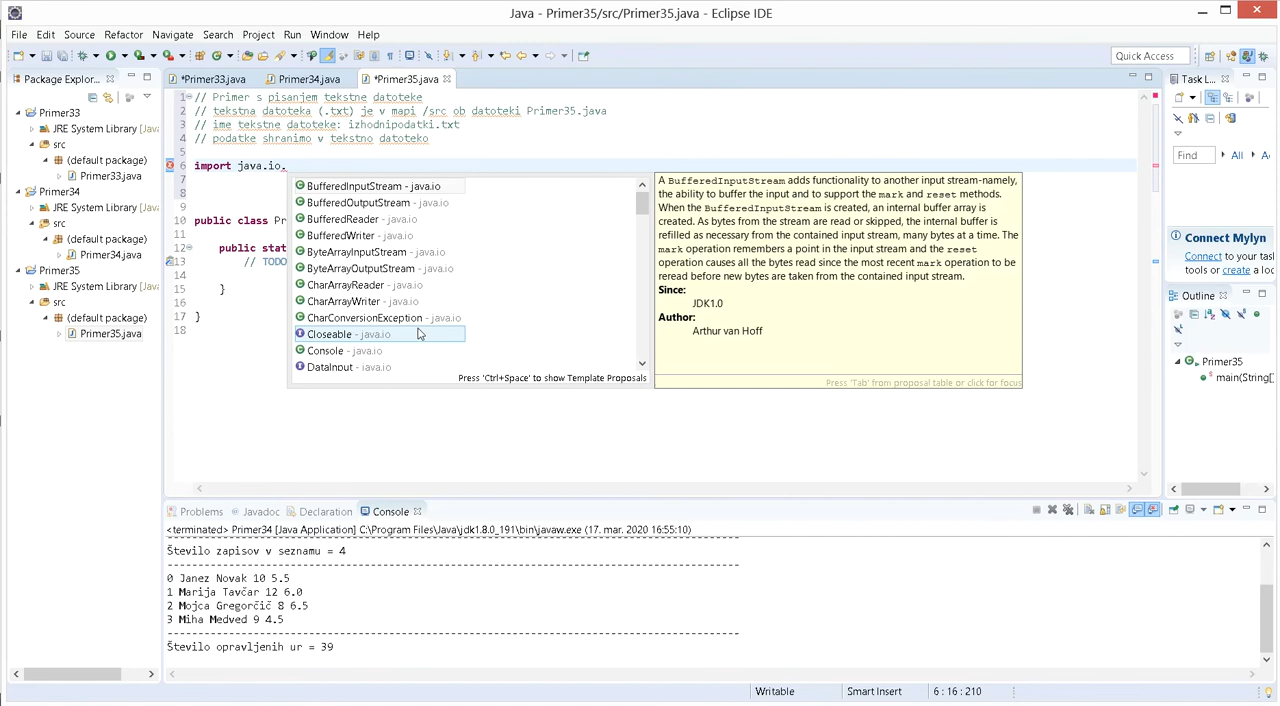 Java - Primer35/src/Primer35.java - Eclipse IDE
File Edit Source Refactor Navigate Search Project Run Window Help
Quick Access
Package Explor...
*Primer33.java Primer34.java *Primer35.java
Task L...
Primer33
JRE System Library [Java
src
(default package)
Primer33.java
Primer34
JRE System Library [Java
src
(default package)
Primer34.java
Primer35
JRE System Library [Java
src
(default package)
Primer35.java
1 // Primer s pisanjem tekstne datoteke
2 // tekstna datoteka (.txt) je v mapi /src ob datoteki Primer35.java
3 // ime tekstne datoteke: izhodnipodatki.txt
4 // podatke shranimo v tekstno datoteko
5
6 import java.io.
7
8
9
10 public class Pr
11
12 public stat
13 // TODO
14
15 }
16
17 }
18
BufferedInputStream - java.io
BufferedOutputStream - java.io
BufferedReader - java.io
BufferedWriter - java.io
ByteArrayInputStream - java.io
ByteArrayOutputStream - java.io
CharArrayReader - java.io
CharArrayWriter - java.io
CharConversionException - java.io
Closeable - java.io
Console - java.io
DataInput - java.io
Press 'Ctrl+Space' to show Template Proposals
A BufferedInputStream adds functionality to another input stream-namely,
the ability to buffer the input and to support the mark and reset methods.
When the BufferedInputStream is created, an internal buffer array is
created. As bytes from the stream are read or skipped, the internal buffer is
refilled as necessary from the contained input stream, many bytes at a time. The
mark operation remembers a point in the input stream and the reset
operation causes all the bytes read since the most recent mark operation to be
reread before new bytes are taken from the contained input stream.
Since:
JDK1.0
Author:
Arthur van Hoff
Press 'Tab' from proposal table or click for focus
Find All A
Connect Mylyn
Connect to your task
tools or create a loc
Outline
Primer35
main(String[]
Problems Javadoc Declaration Console
<terminated> Primer34 [Java Application] C:\Program Files\Java\jdk1.8.0_191\bin\javaw.exe (17. mar. 2020 16:55:10)
Število zapisov v seznamu = 4
0 Janez Novak 10 5.5
1 Marija Tavčar 12 6.0
2 Mojca Gregorčič 8 6.5
3 Miha Medved 9 4.5
Število opravljenih ur = 39
Writable Smart Insert 6 : 16 : 210